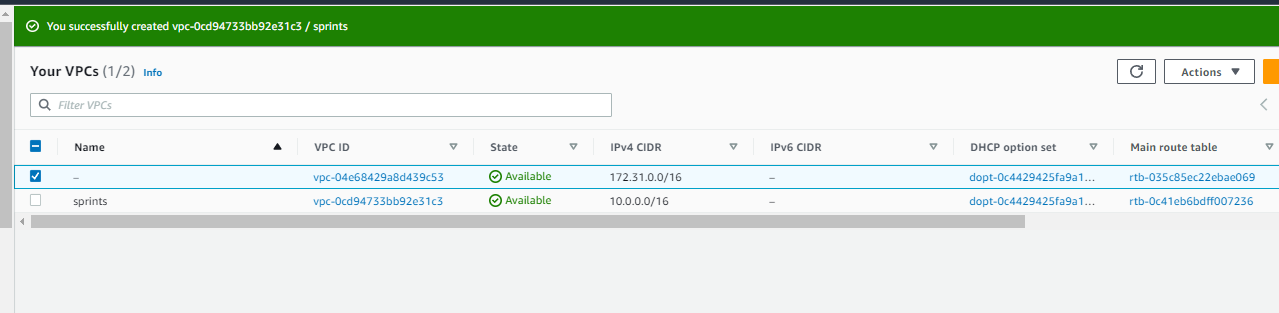 You successfully created vpc-0cd94733bb92e31c3 / sprints
Your VPCs (1/2) Info
Actions
Filter VPCs
Name VPC ID State IPv4 CIDR IPv6 CIDR DHCP option set Main route table
– vpc-04e68429a8d439c53 Available 172.31.0.0/16 – dopt-0c4429425fa9a1... rtb-035c85ec22ebae069
sprints vpc-0cd94733bb92e31c3 Available 10.0.0.0/16 – dopt-0c4429425fa9a1... rtb-0c41eb6bdff007236